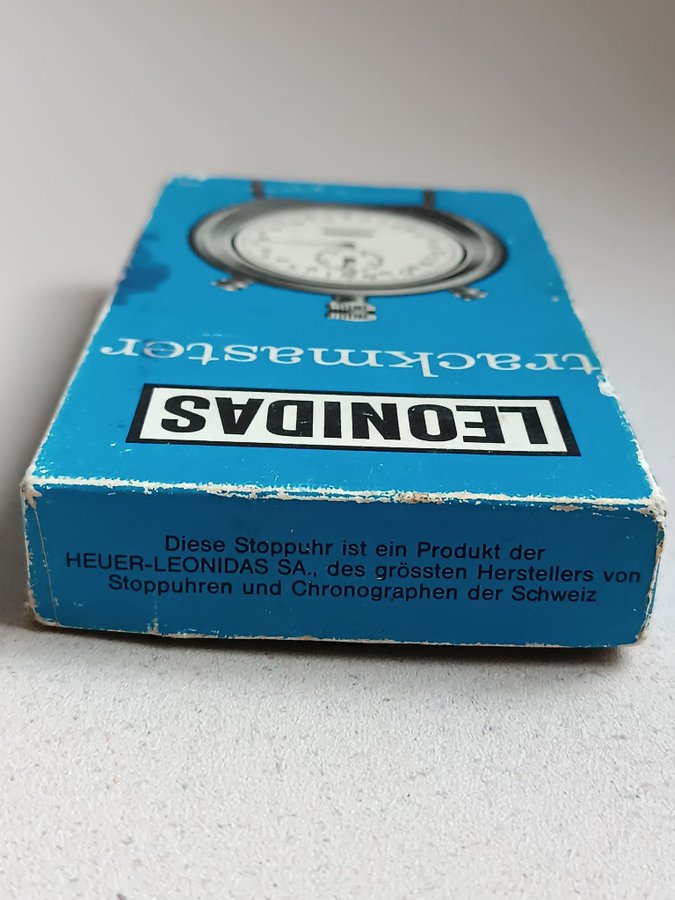 trackmaster
LEONIDAS
Diese Stoppuhr ist ein Produkt der
HEUER-LEONIDAS SA., des grössten Herstellers von
Stoppuhren und Chronographen der Schweiz